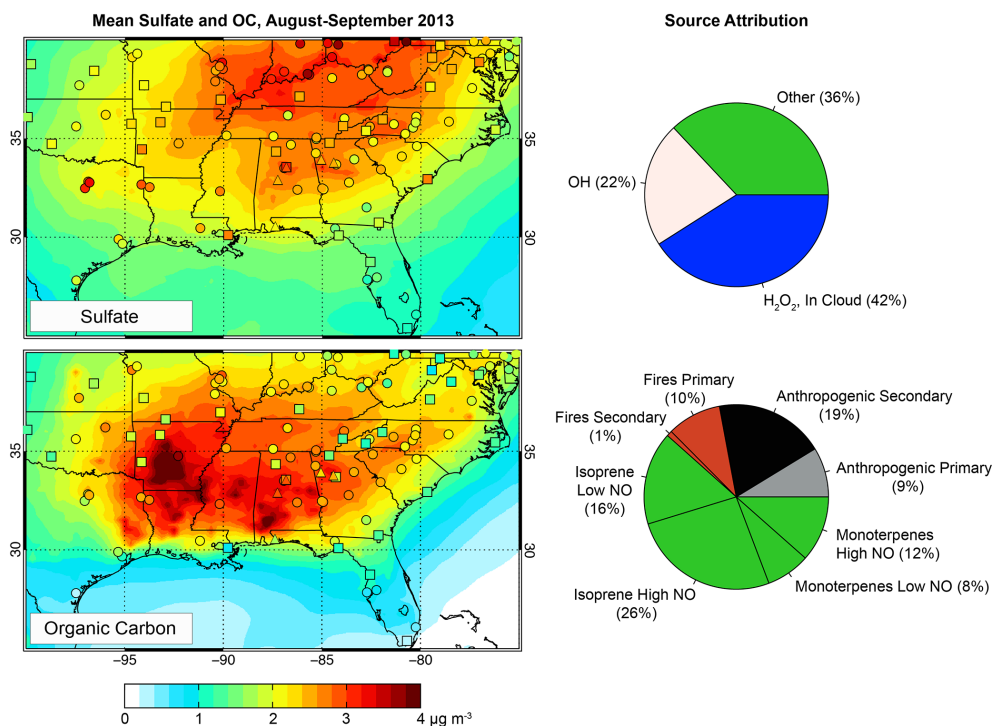 Mean Sulfate and OC, August-September 2013
Source Attribution
35
30
35
30
Sulfate
Other (36%)
OH (22%)
H₂O₂, In Cloud (42%)
35
30
35
30
Organic Carbon
−95
−90
−85
−80
Fires Primary
(10%)
Anthropogenic Secondary
(19%)
Fires Secondary
(1%)
Anthropogenic Primary
(9%)
Isoprene
Low NO
(16%)
Monoterpenes
High NO (12%)
Monoterpenes Low NO (8%)
Isoprene High NO
(26%)
0
1
2
3
4 μg m⁻³